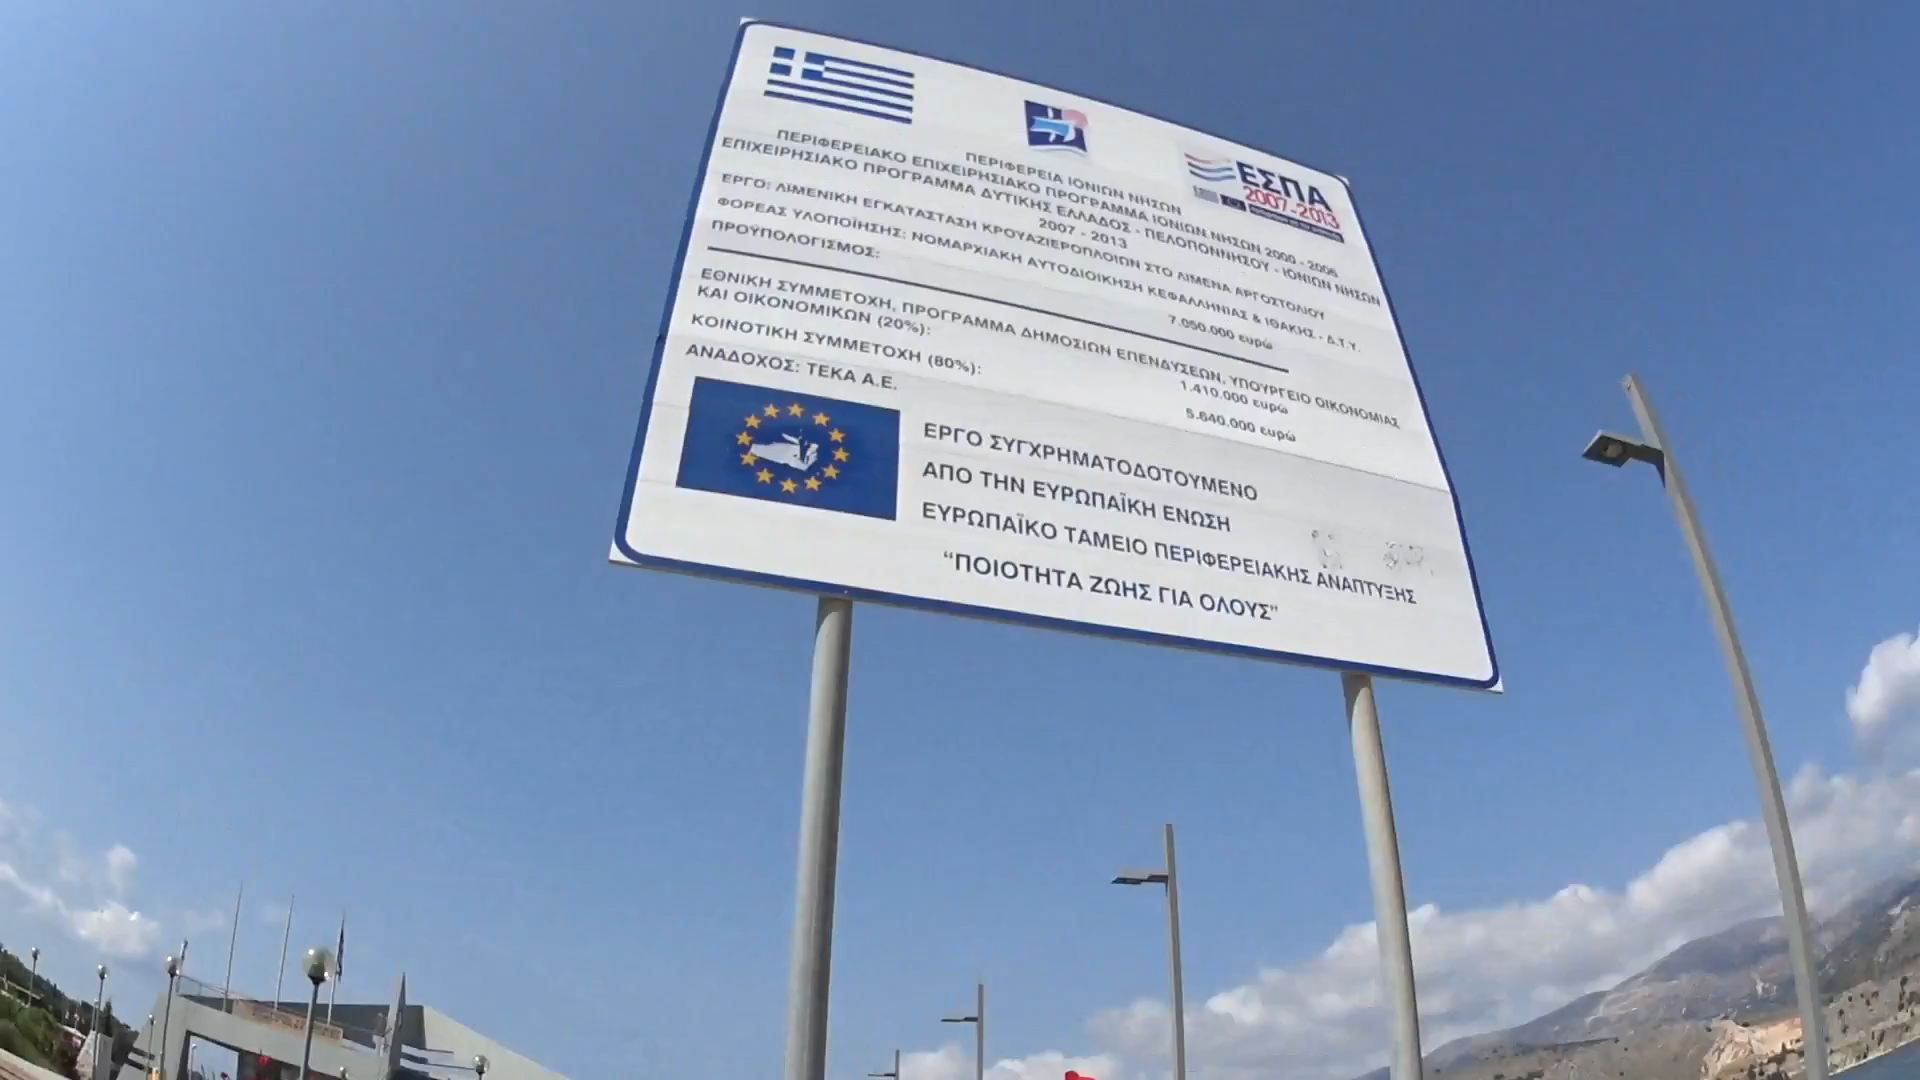 ΕΣΠΑ
2007-2013
ΠΕΡΙΦΕΡΕΙΑ ΙΟΝΙΩΝ ΝΗΣΩΝ
ΠΕΡΙΦΕΡΕΙΑΚΟ ΕΠΙΧΕΙΡΗΣΙΑΚΟ ΠΡΟΓΡΑΜΜΑ ΙΟΝΙΩΝ ΝΗΣΩΝ 2000 - 2006
ΕΠΙΧΕΙΡΗΣΙΑΚΟ ΠΡΟΓΡΑΜΜΑ ΔΥΤΙΚΗΣ ΕΛΛΑΔΟΣ - ΠΕΛΟΠΟΝΝΗΣΟΥ - ΙΟΝΙΩΝ ΝΗΣΩΝ
2007 - 2013
ΕΡΓΟ: ΛΙΜΕΝΙΚΗ ΕΓΚΑΤΑΣΤΑΣΗ ΚΡΟΥΑΖΙΕΡΟΠΛΟΙΩΝ ΣΤΟ ΛΙΜΕΝΑ ΑΡΓΟΣΤΟΛΙΟΥ
ΦΟΡΕΑΣ ΥΛΟΠΟΙΗΣΗΣ: ΝΟΜΑΡΧΙΑΚΗ ΑΥΤΟΔΙΟΙΚΗΣΗ ΚΕΦΑΛΛΗΝΙΑΣ & ΙΘΑΚΗΣ - Δ.Τ.Υ.
ΠΡΟΫΠΟΛΟΓΙΣΜΟΣ: 7.050.000 ευρώ
ΕΘΝΙΚΗ ΣΥΜΜΕΤΟΧΗ, ΠΡΟΓΡΑΜΜΑ ΔΗΜΟΣΙΩΝ ΕΠΕΝΔΥΣΕΩΝ, ΥΠΟΥΡΓΕΙΟ ΟΙΚΟΝΟΜΙΑΣ
ΚΑΙ ΟΙΚΟΝΟΜΙΚΩΝ (20%): 1.410.000 ευρώ
ΚΟΙΝΟΤΙΚΗ ΣΥΜΜΕΤΟΧΗ (80%): 5.640.000 ευρώ
ΑΝΑΔΟΧΟΣ: ΤΕΚΑ Α.Ε.
ΕΡΓΟ ΣΥΓΧΡΗΜΑΤΟΔΟΤΟΥΜΕΝΟ
ΑΠΟ ΤΗΝ ΕΥΡΩΠΑΪΚΗ ΕΝΩΣΗ
ΕΥΡΩΠΑΪΚΟ ΤΑΜΕΙΟ ΠΕΡΙΦΕΡΕΙΑΚΗΣ ΑΝΑΠΤΥΞΗΣ
“ΠΟΙΟΤΗΤΑ ΖΩΗΣ ΓΙΑ ΟΛΟΥΣ”